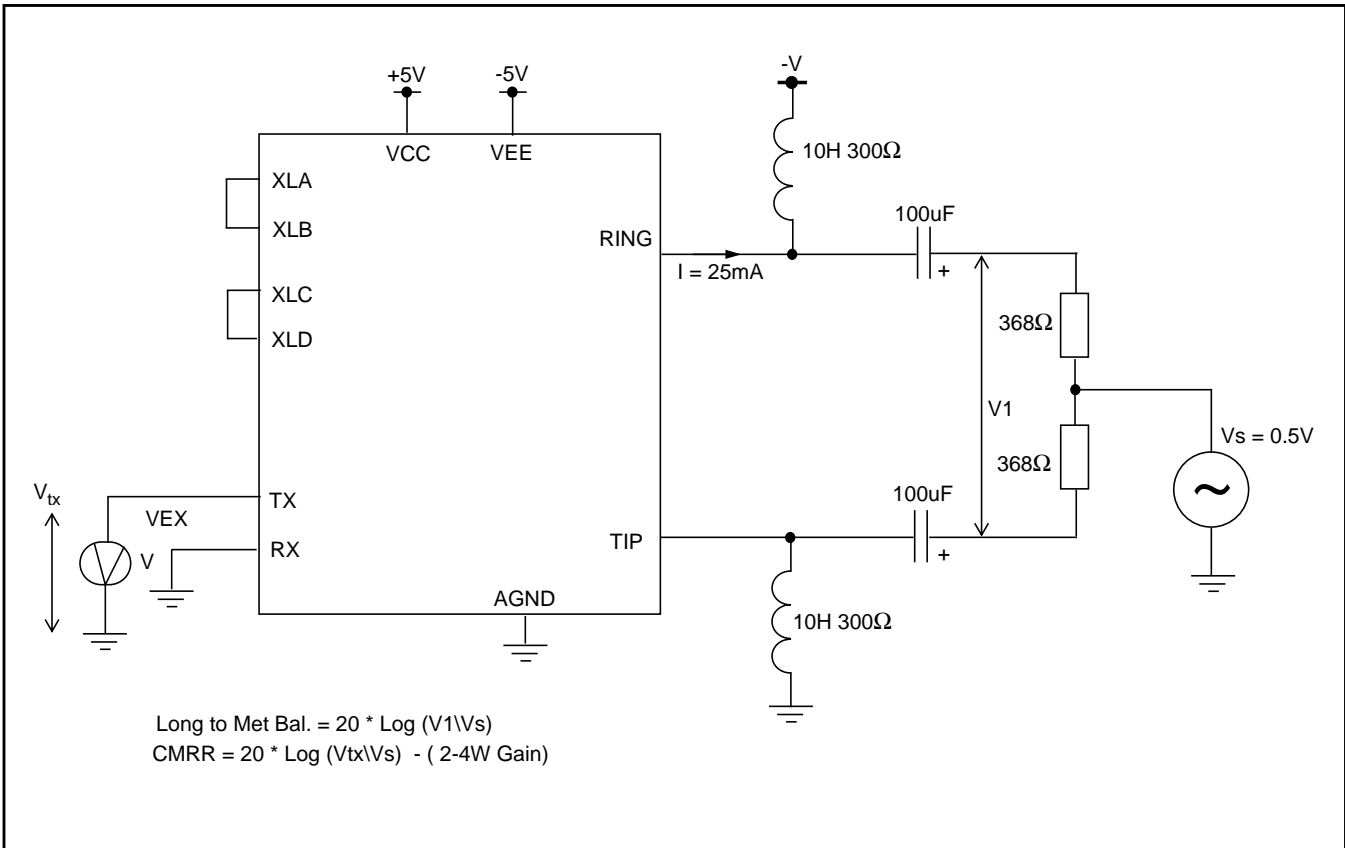 +5V
-5V
-V
VCC
VEE
10H 300Ω
XLA
XLB
RING
100uF
+
I = 25mA
XLC
XLD
368Ω
V1
368Ω
Vs = 0.5V
~
Vtx
TX
VEX
V
RX
TIP
100uF
+
AGND
10H 300Ω
Long to Met Bal. = 20 * Log (V1\Vs)
CMRR = 20 * Log (Vtx\Vs) - ( 2-4W Gain)